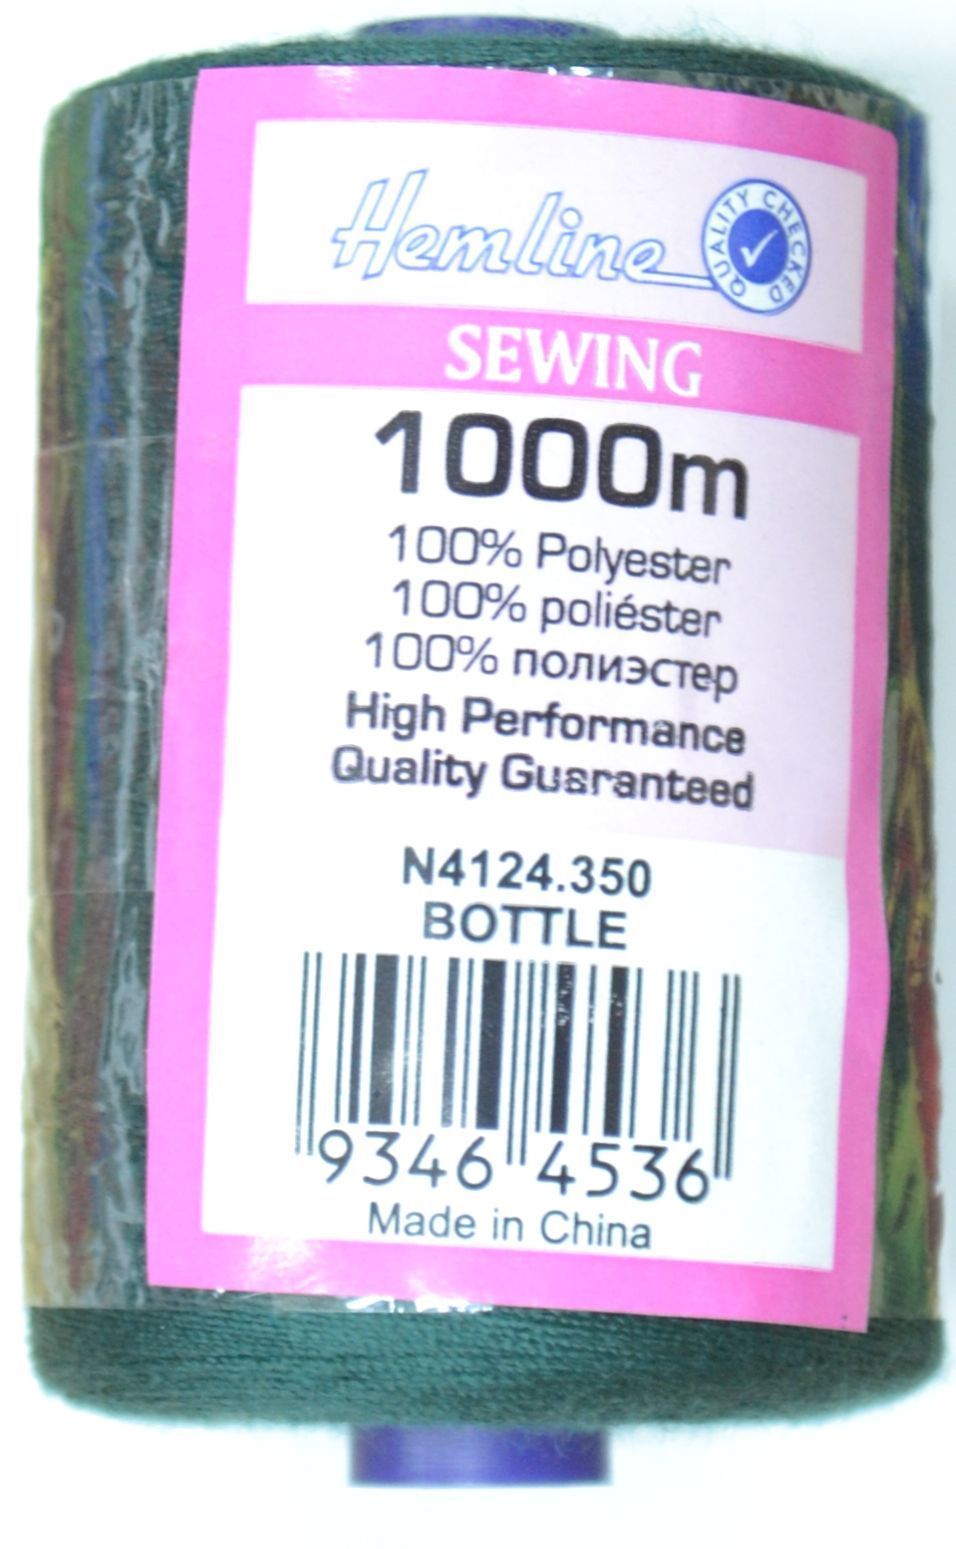 Hemline
QUALITY CHECKED
SEWING
1000m
100% Polyester
100% poliéster
100% полиэстер
High Performance
Quality Guaranteed
N4124.350
BOTTLE
9346 4536
Made in China